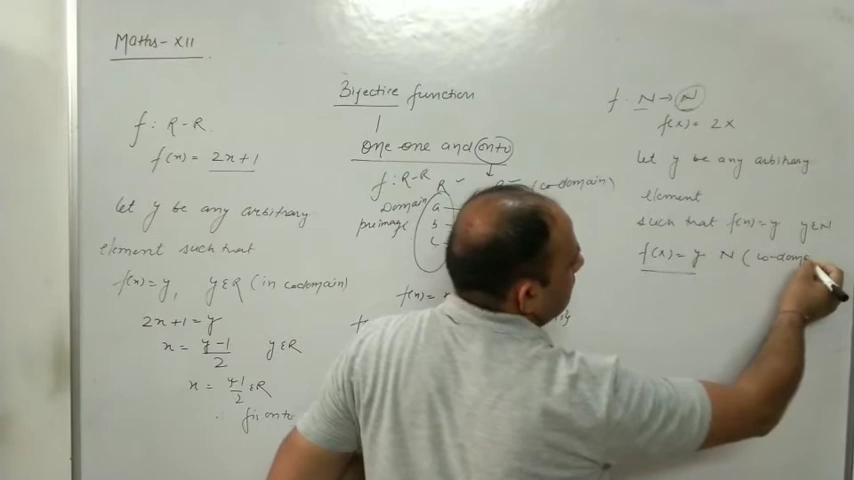 Maths-XII
Bijective function
one one and onto
f: R-R
f(n) = 2n+1
let y be any arbitrary
element such that
f(n)=y, y∈R (in codomain)
2n+1=y
n = y-1/2 y∈R
n = y-1/2 ∈R
f is onto
f: R-R
R
(co-domain)
Domain
preimage
a
b
c
f(n) =
f: N→N
f(x) = 2x
let y be any arbitrary
element
such that f(n)=y y∈N
f(x) = y N (co-doma